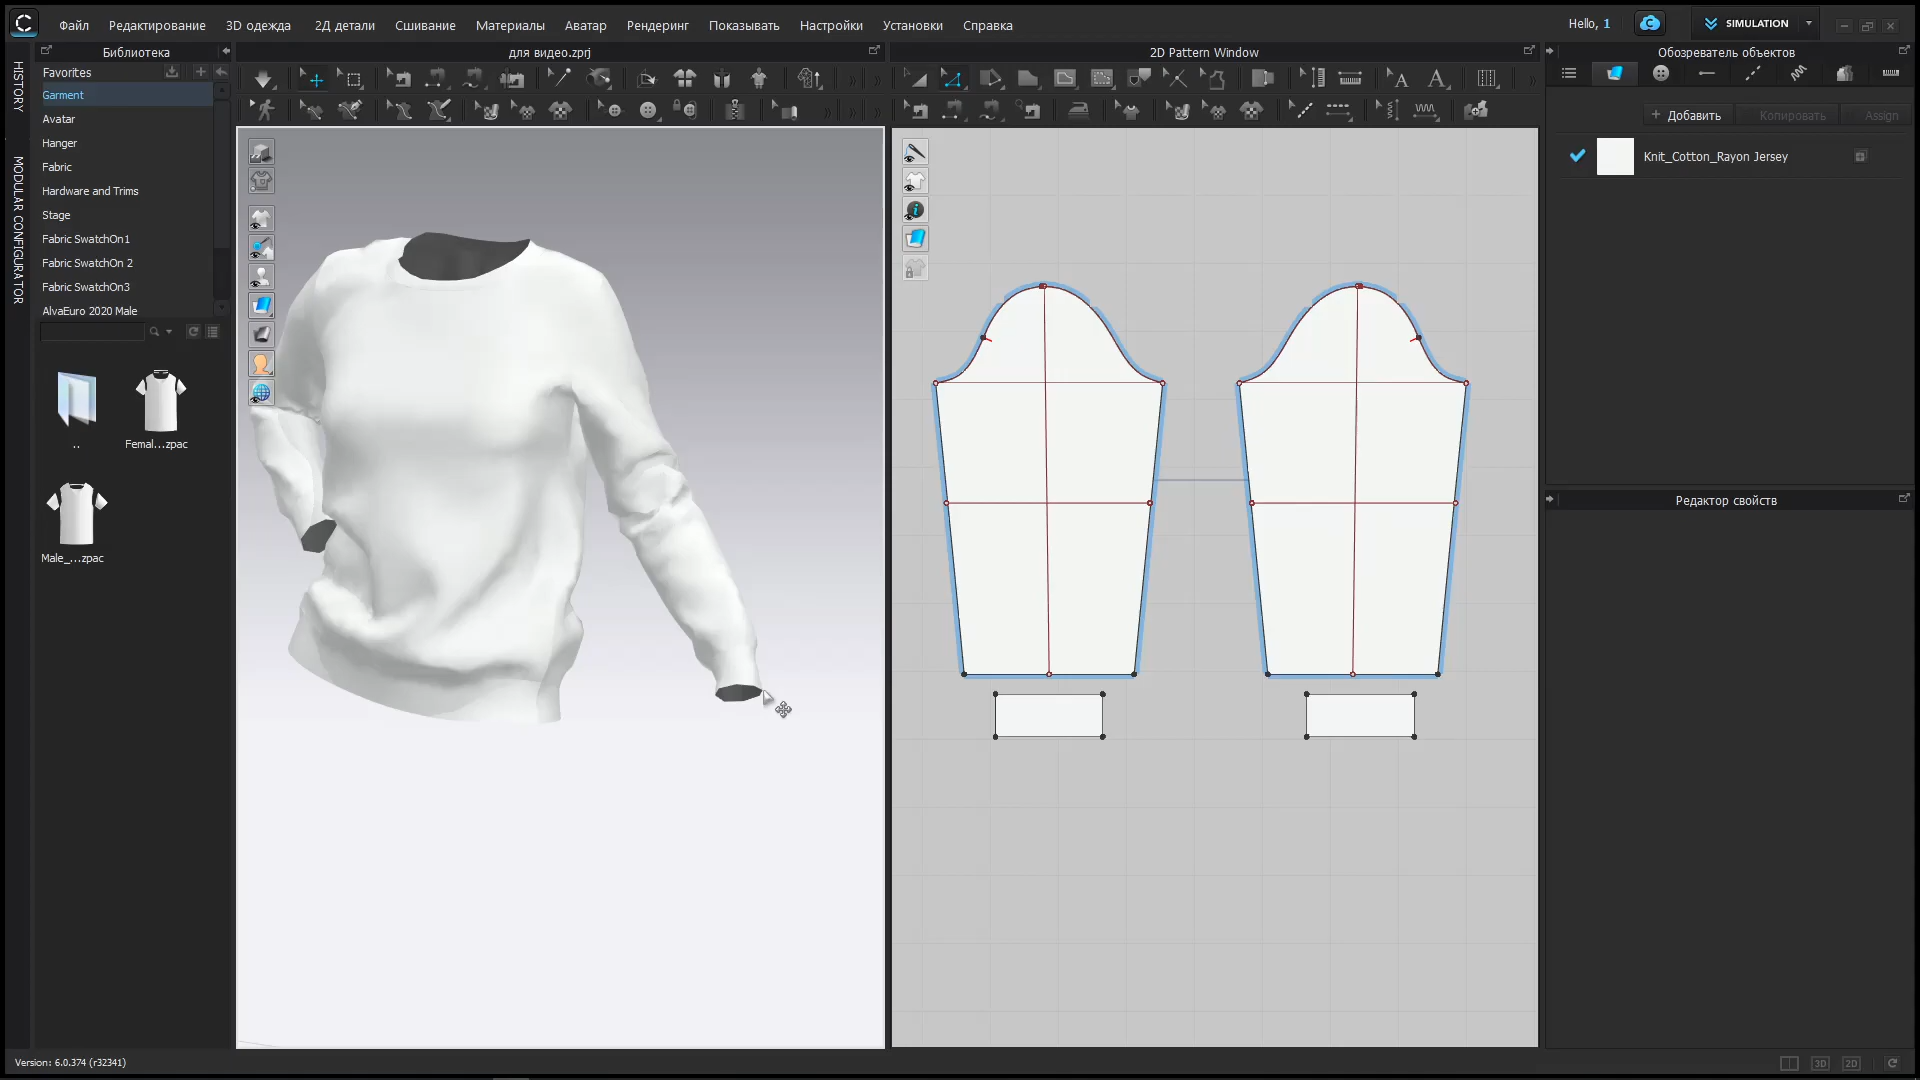 Файл Редактирование 3D одежда 2Д детали Сшивание Материалы Аватар Рендеринг Показывать Настройки Установки Справка
Hello, 1
SIMULATION
HISTORY
MODULAR CONFIGURATOR
Библиотека
Favorites
Garment
Avatar
Hanger
Fabric
Hardware and Trims
Stage
Fabric SwatchOn1
Fabric SwatchOn 2
Fabric SwatchOn3
AlvaEuro 2020 Male
..
Femal...zpac
Male_...zpac
для видео.zprj
2D Pattern Window
Обозреватель объектов
+ Добавить
Копировать
Assign
Knit_Cotton_Rayon Jersey
Редактор свойств
Version: 6.0.374 (r32341)
3D
2D